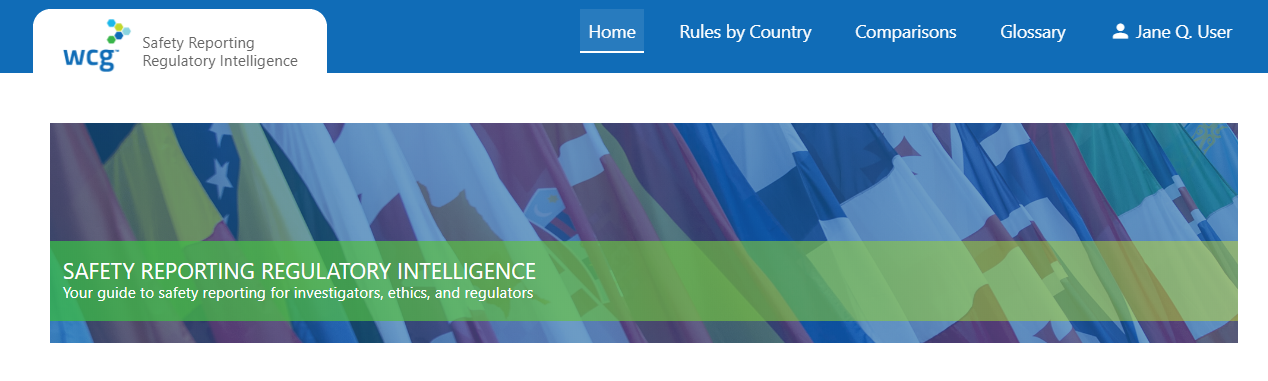 wcg™
Safety Reporting
Regulatory Intelligence
Home
Rules by Country
Comparisons
Glossary
Jane Q. User
SAFETY REPORTING REGULATORY INTELLIGENCE
Your guide to safety reporting for investigators, ethics, and regulators